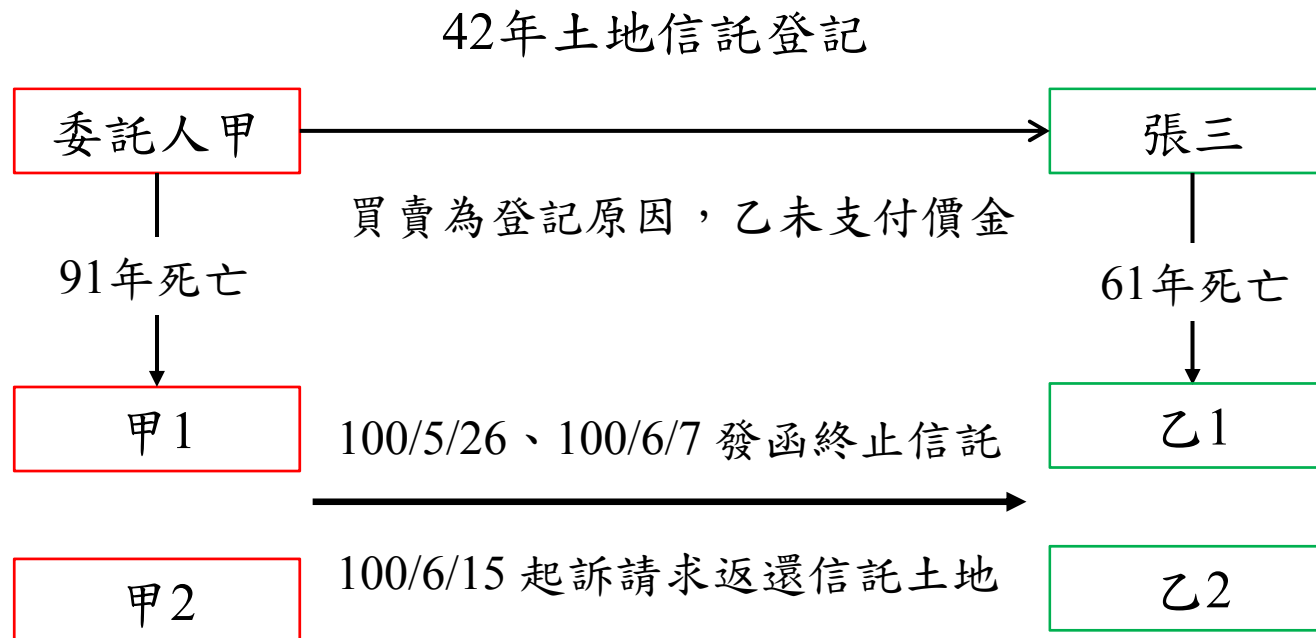 42年土地信託登記
委託人甲
張三
買賣為登記原因，乙未支付價金
91年死亡
61年死亡
甲1
100/5/26、100/6/7 發函終止信託
乙1
甲2
100/6/15 起訴請求返還信託土地
乙2